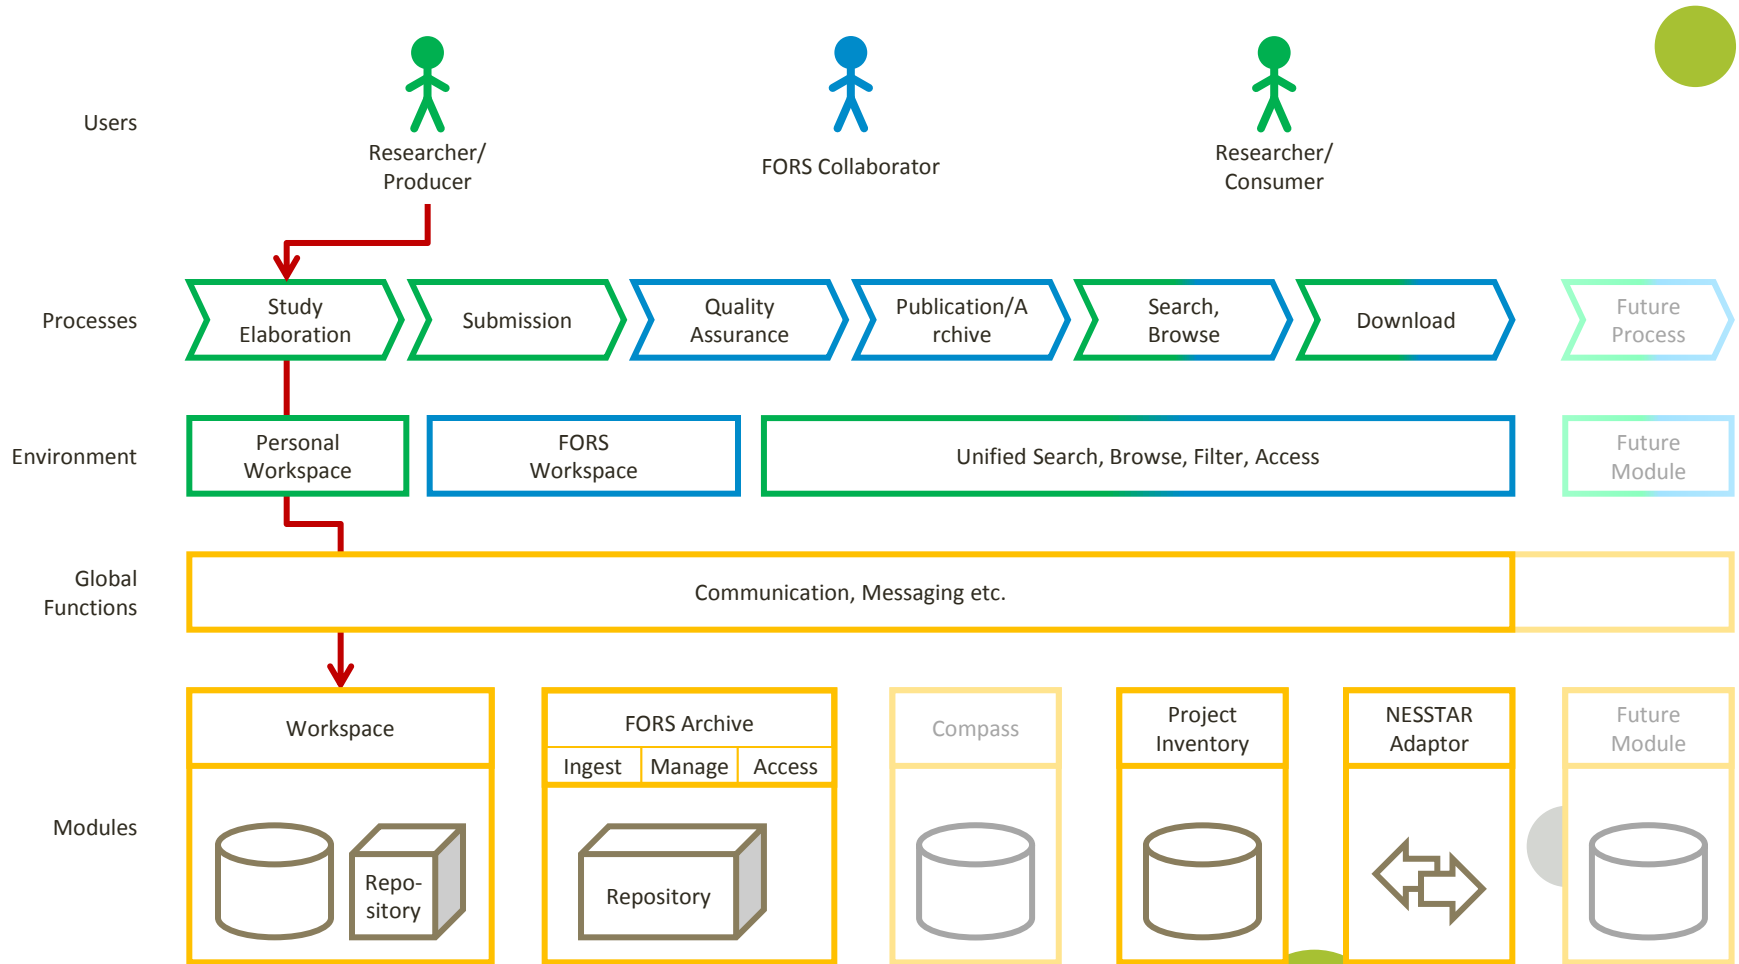 Users
Researcher/
Producer
FORS Collaborator
Researcher/
Consumer
Processes
Study
Elaboration
Submission
Quality
Assurance
Publication/A
rchive
Search,
Browse
Download
Future
Process
Environment
Personal
Workspace
FORS
Workspace
Unified Search, Browse, Filter, Access
Future
Module
Global
Functions
Communication, Messaging etc.
Modules
Workspace
Repo-
sitory
FORS Archive
Ingest
Manage
Access
Repository
Compass
Project
Inventory
NESSTAR
Adaptor
Future
Module